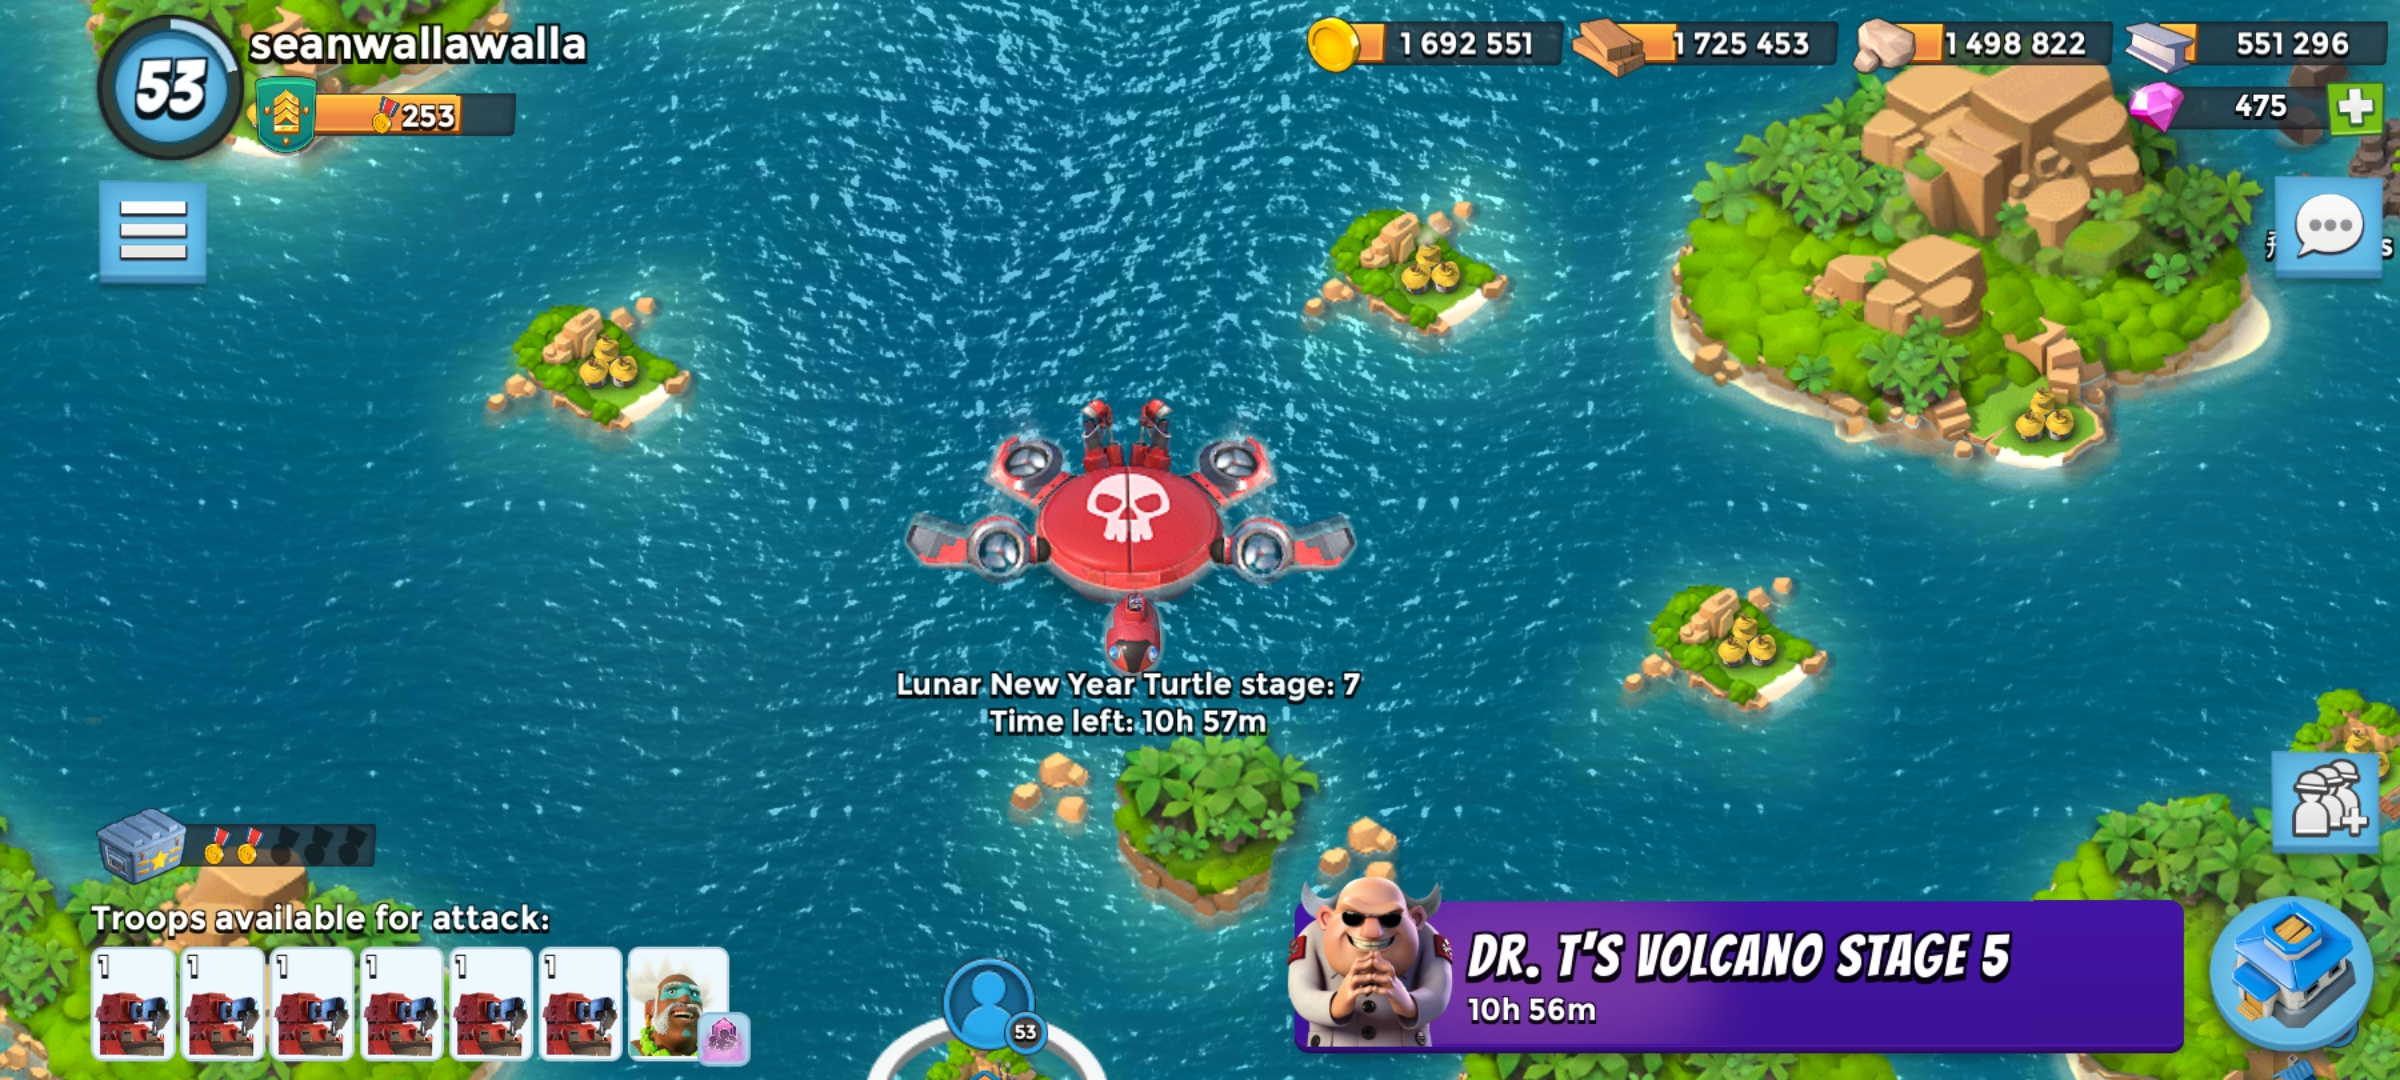 53
seanwallawalla
253
1 692 551
1 725 453
1 498 822
551 296
475
Lunar New Year Turtle stage: 7
Time left: 10h 57m
Troops available for attack:
1
1
1
1
1
1
53
DR. T'S VOLCANO STAGE 5
10h 56m